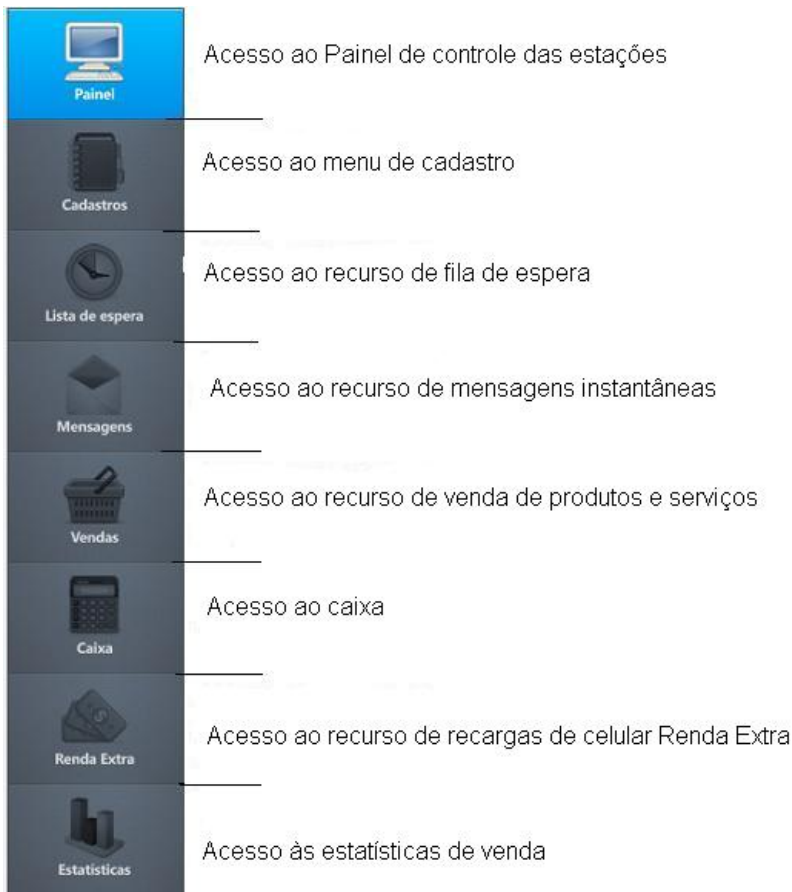 Painel
Acesso ao Painel de controle das estações
Cadastros
Acesso ao menu de cadastro
Lista de espera
Acesso ao recurso de fila de espera
Mensagens
Acesso ao recurso de mensagens instantâneas
Vendas
Acesso ao recurso de venda de produtos e serviços
Caixa
Acesso ao caixa
Renda Extra
Acesso ao recurso de recargas de celular Renda Extra
Estatísticas
Acesso às estatísticas de venda